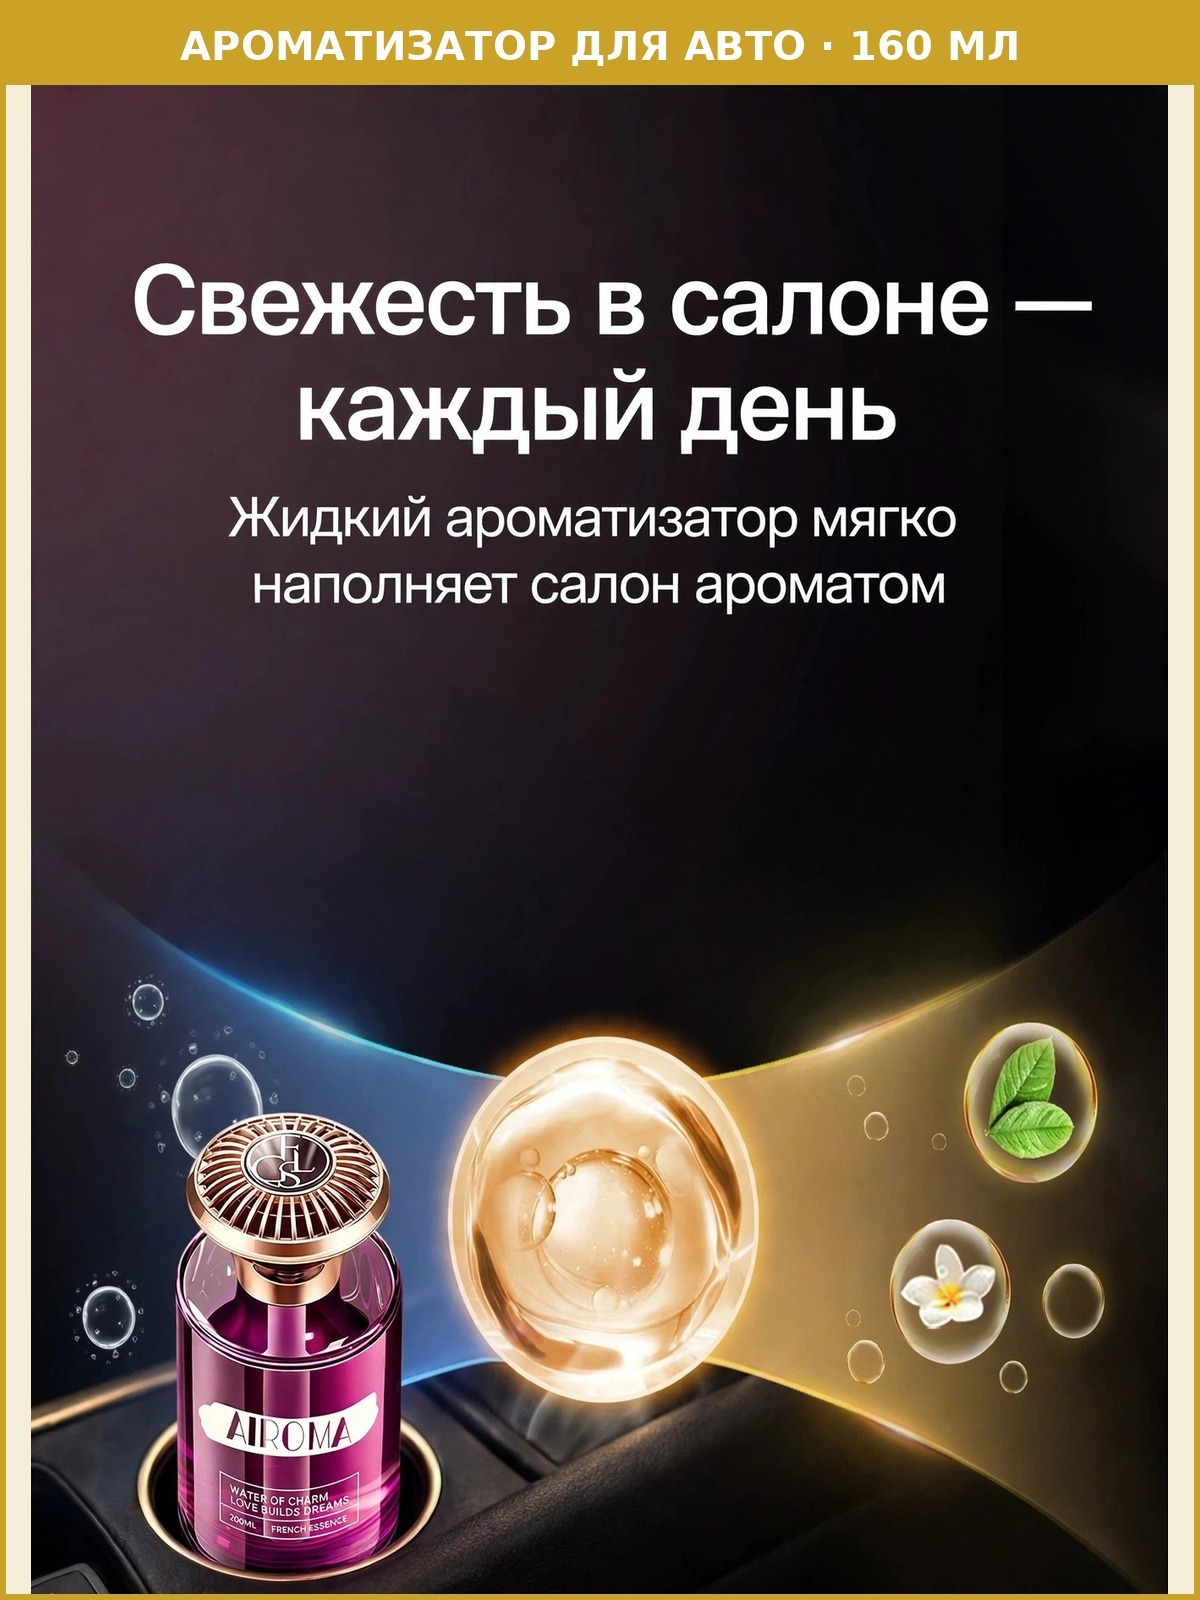 АРОМАТИЗАТОР ДЛЯ АВТО · 160 МЛ
Свежесть в салоне —
каждый день
Жидкий ароматизатор мягко
наполняет салон ароматом
AIROMA
WATER OF CHARM
LOVE BUILDS DREAMS
200ML FRENCH ESSENCE